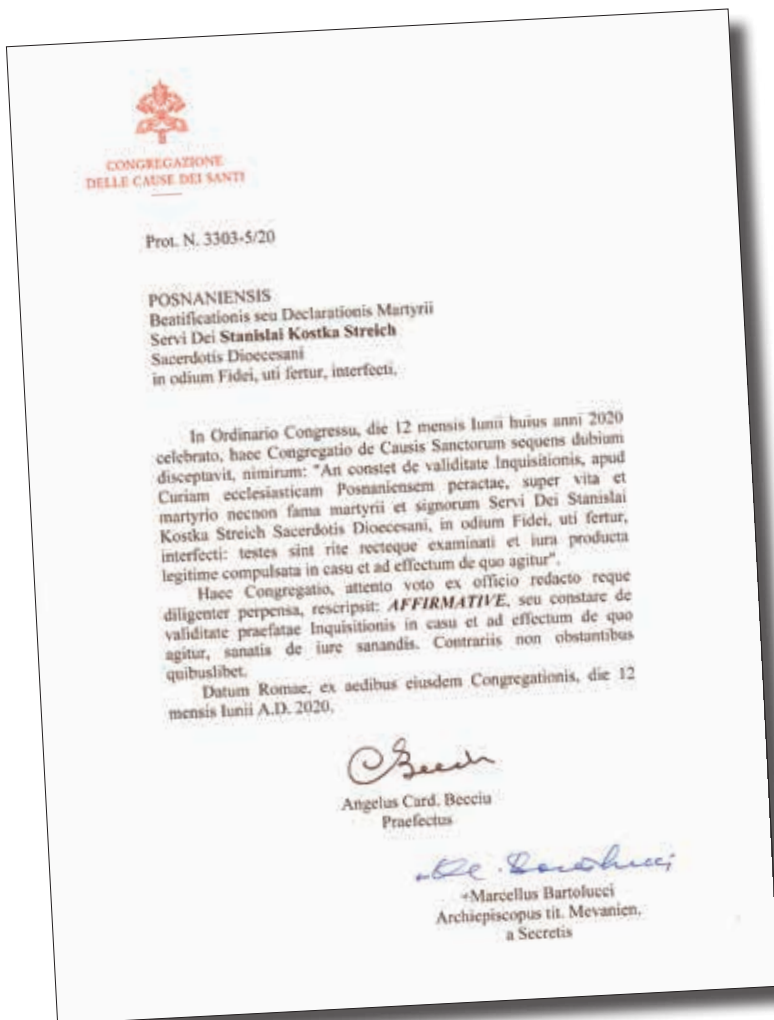 CONGREGAZIONE
DELLE CAUSE DEI SANTI
Prot. N. 3303-5/20
POSNANIENSIS
Beatificationis seu Declarationis Martyrii
Servi Dei Stanislai Kostka Streich
Sacerdotis Dioecesani
in odium Fidei, uti fertur, interfecti.
In Ordinario Congressu, die 12 mensis Iunii huius anni 2020
celebrato, haec Congregatio de Causis Sanctorum sequens dubium
disceptavit, nimirum: "An constet de validitate Inquisitionis, apud
Curiam ecclesiasticam Posnaniensem peractae, super vita et
martyrio necnon fama martyrii et signorum Servi Dei Stanislai
Kostka Streich Sacerdotis Dioecesani, in odium Fidei, uti fertur,
interfecti: testes sint rite recteque examinati et iura producta
legitime compulsata in casu et ad effectum de quo agitur".
Haec Congregatio, attento voto ex officio redacto reque
diligenter perpensa, rescripsit: AFFIRMATIVE, seu constare de
validitate praefatae Inquisitionis in casu et ad effectum de quo
agitur, sanatis de iure sanandis. Contrariis non obstantibus
quibuslibet.
Datum Romae, ex aedibus eiusdem Congregationis, die 12
mensis Iunii A.D. 2020.
Angelus Card. Becciu
Praefectus
+Marcellus Bartolucci
Archiepiscopus tit. Mevanien.
a Secretis